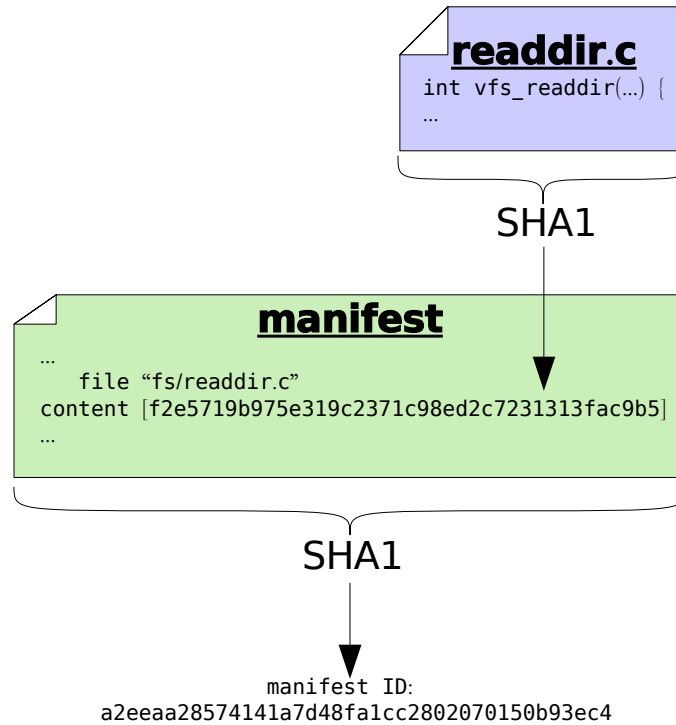 readdir.c
int vfs_readdir(...) {
...
SHA1
manifest
...
file “fs/readdir.c”
content [f2e5719b975e319c2371c98ed2c7231313fac9b5]
...
SHA1
manifest ID:
a2eeaa28574141a7d48fa1cc2802070150b93ec4